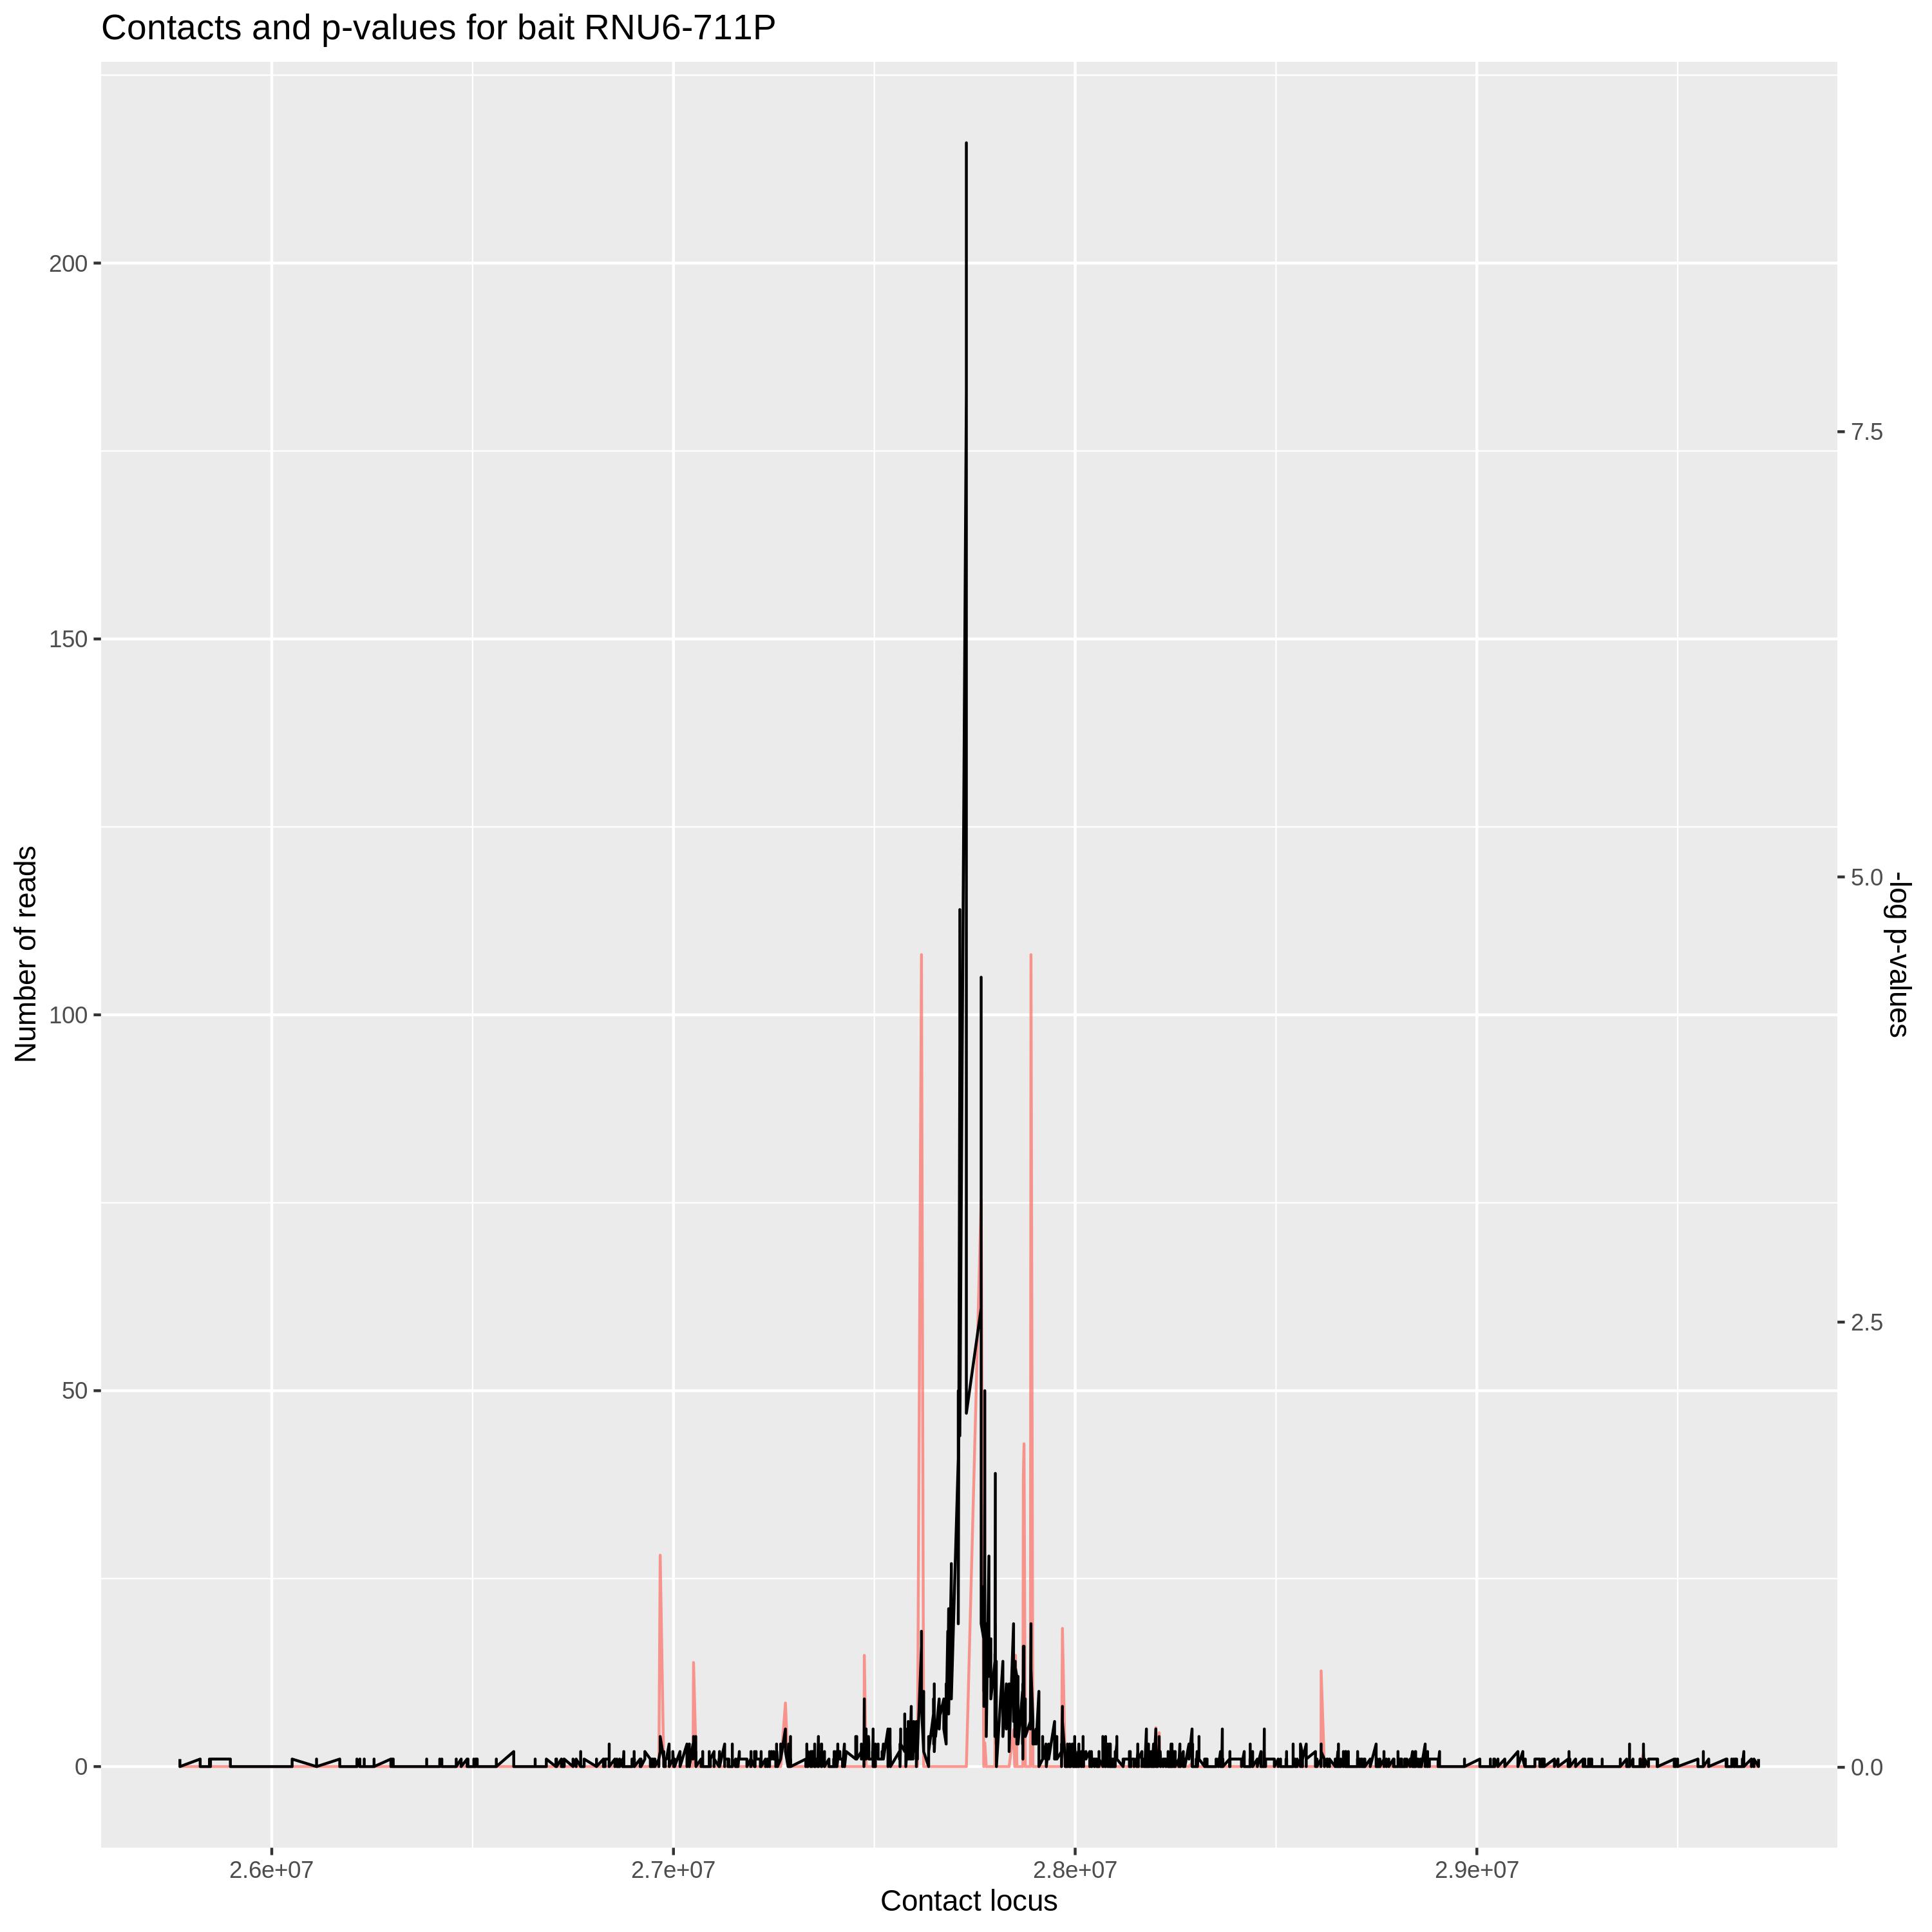 Contacts and p-values for bait RNU6-711P
200
150
100
50
0
Number of reads
7.5
5.0
2.5
0.0
-log p-values
2.6e+07
2.7e+07
2.8e+07
2.9e+07
Contact locus